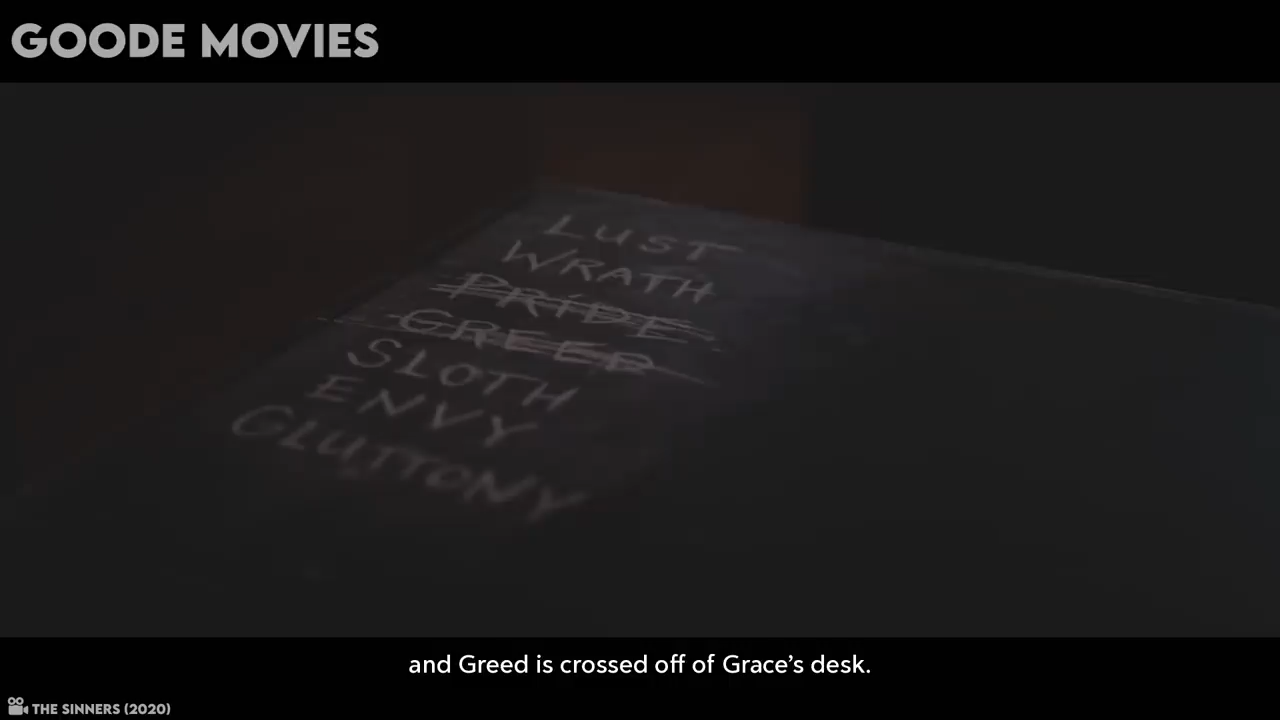 GOODE MOVIES
LUST
WRATH
PRIDE
GREED
SLOTH
ENVY
GLUTTONY
and Greed is crossed off of Grace’s desk.
THE SINNERS (2020)